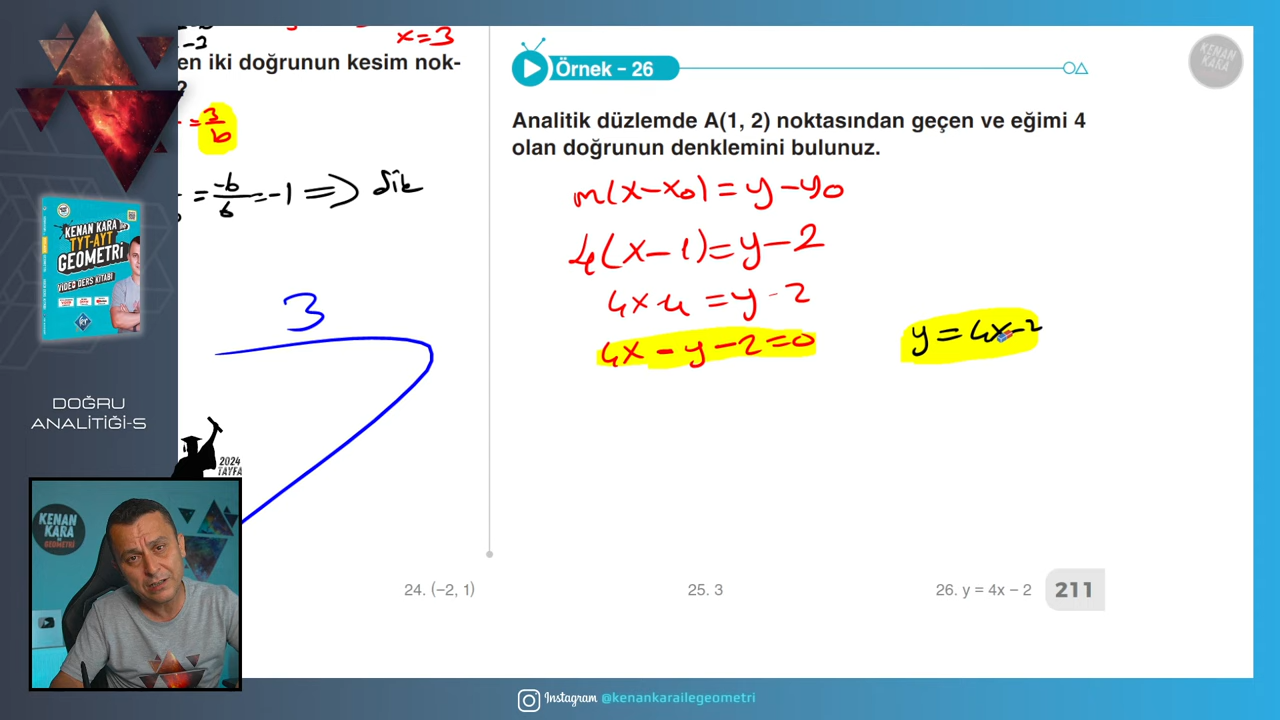 x=3
-2
en iki doğrunun kesim nok-
= 3/b
= -b/b = -1 => dik
3
KENAN KARA
TYT-AYT
GEOMETRİ
VİDEO DERS KİTABI
DOĞRU
ANALİTİĞİ-5
2024
TAYFA
KENAN
KARA
ile
GEOMETRİ
24. (–2, 1)
Örnek - 26
KENAN
KARA
Analitik düzlemde A(1, 2) noktasından geçen ve eğimi 4
olan doğrunun denklemini bulunuz.
m(x-x0)=y-y0
4(x-1)=y-2
4x-4=y-2
4x-y-2=0
y=4x-2
25. 3
26. y = 4x – 2
211
Instagram @kenankarailegeometri